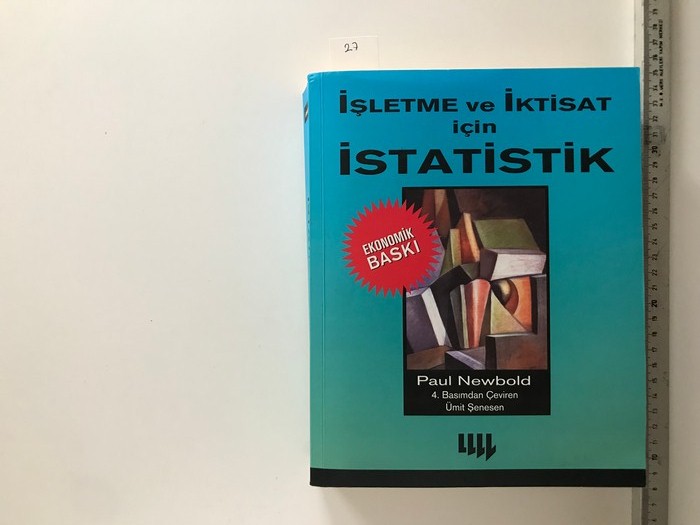 27
İŞLETME ve İKTİSAT
için
İSTATİSTİK
EKONOMİK
BASKI
Paul Newbold
4. Basımdan Çeviren
Ümit Şenesen